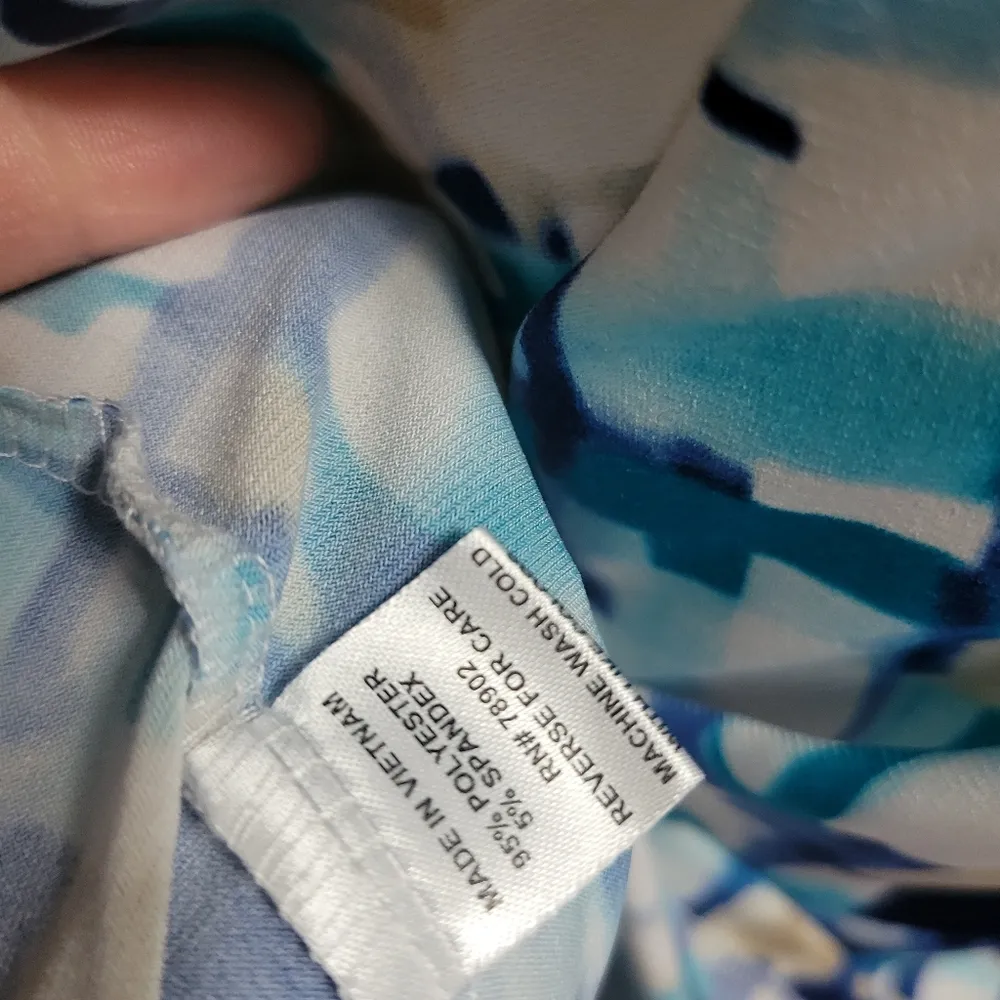 MADE IN VIETNAM
95% POLYESTER
5% SPANDEX
RN# 78902
REVERSE FOR CARE
MACHINE WASH COLD